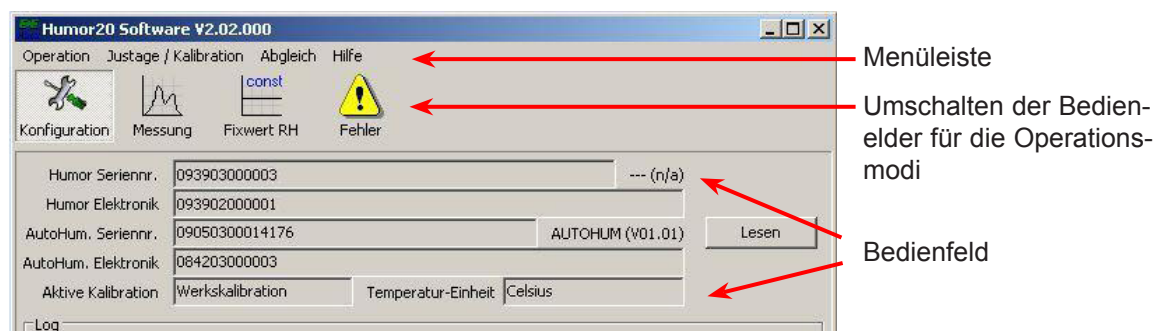 Humor20 Software V2.02.000
Operation Justage / Kalibration Abgleich Hilfe
Menüleiste
const
Konfiguration Messung Fixwert RH Fehler
Umschalten der Bedien-
elder für die Operations-
modi
Humor Seriennr. 093903000003 --- (n/a)
Humor Elektronik 093902000001
AutoHum. Seriennr. 09050300014176 AUTOHUM (V01.01) Lesen
AutoHum. Elektronik 084203000003
Bedienfeld
Aktive Kalibration Werkskalibration Temperatur-Einheit Celsius
Log